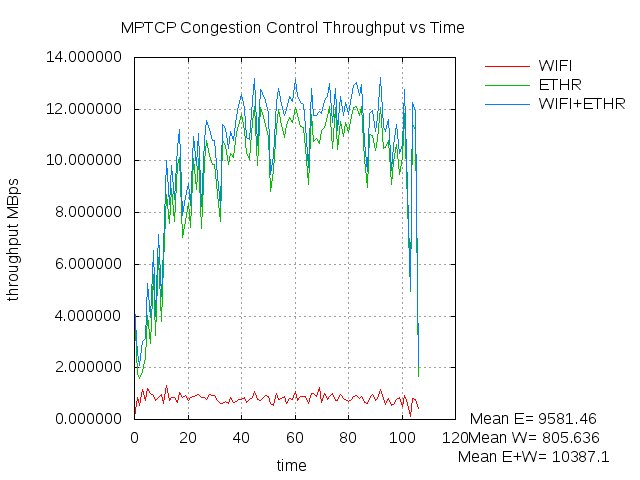 MPTCP Congestion Control Throughput vs Time
14.000000
12.000000
10.000000
8.000000
6.000000
4.000000
2.000000
0.000000
throughput MBps
0 20 40 60 80 100 120
time
WIFI
ETHR
WIFI+ETHR
Mean E= 9581.46
Mean W= 805.636
Mean E+W= 10387.1